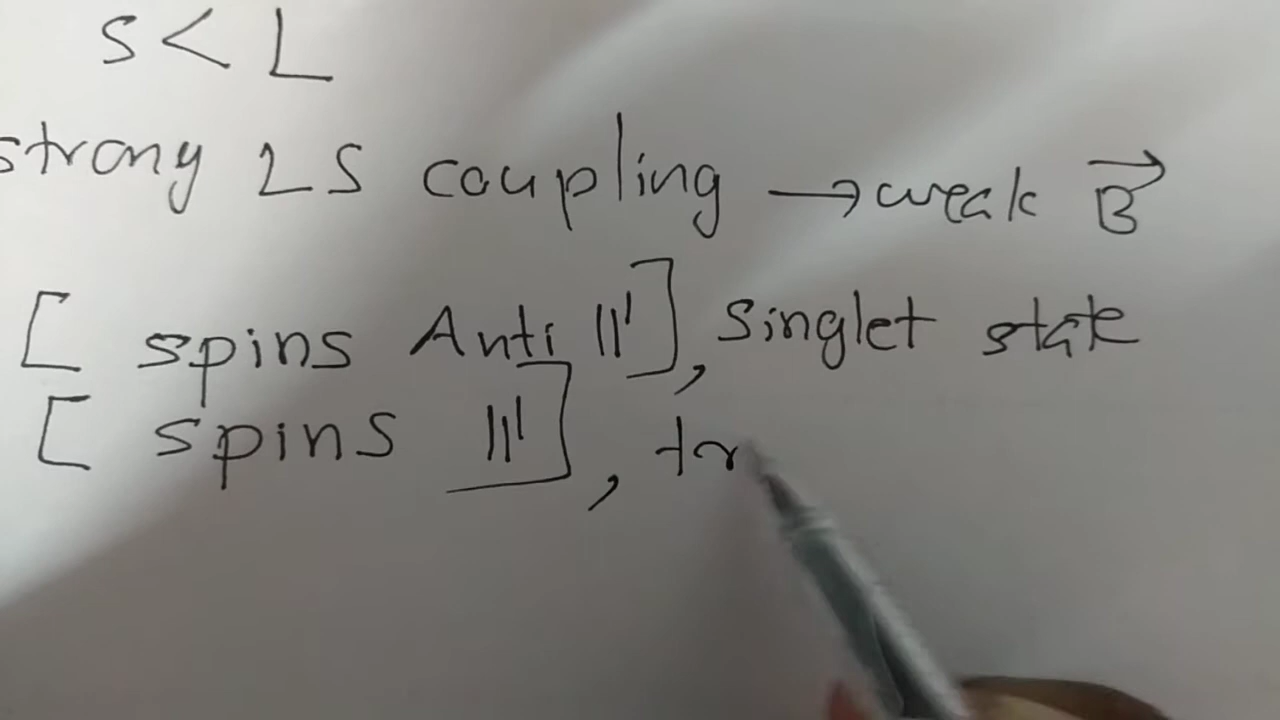 S < L
strong LS coupling → weak B⃗
[ spins Anti ||ˡ ], singlet state
[ spins ||ˡ ], tr